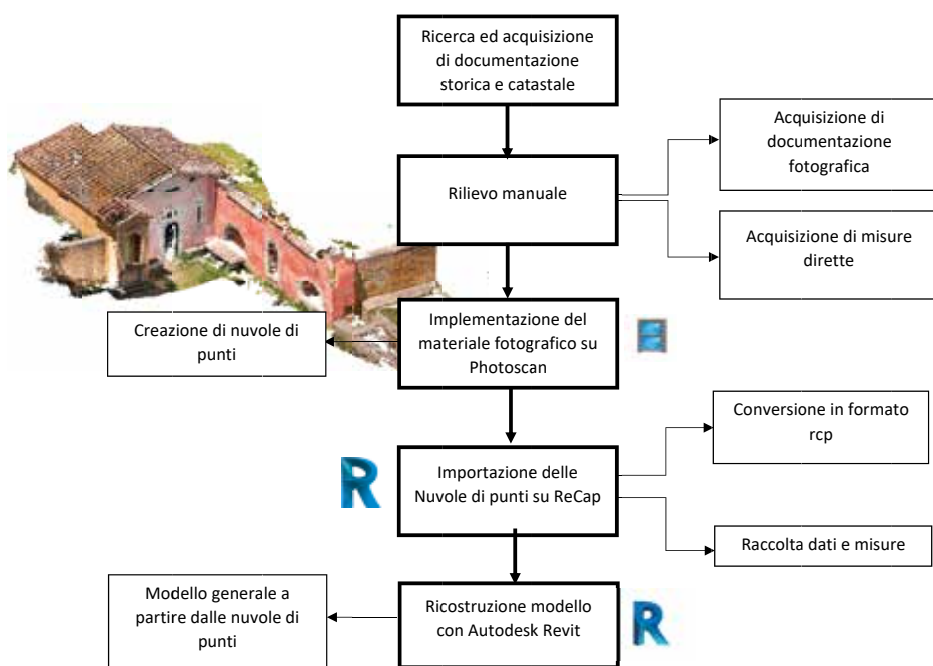 Ricerca ed acquisizione
di documentazione
storica e catastale
Acquisizione di
documentazione
fotografica
Rilievo manuale
Acquisizione di misure
dirette
Implementazione del
materiale fotografico su
Photoscan
Creazione di nuvole di
punti
Conversione in formato
rcp
Importazione delle
Nuvole di punti su ReCap
R
Raccolta dati e misure
Modello generale a
partire dalle nuvole di
punti
Ricostruzione modello
con Autodesk Revit
R